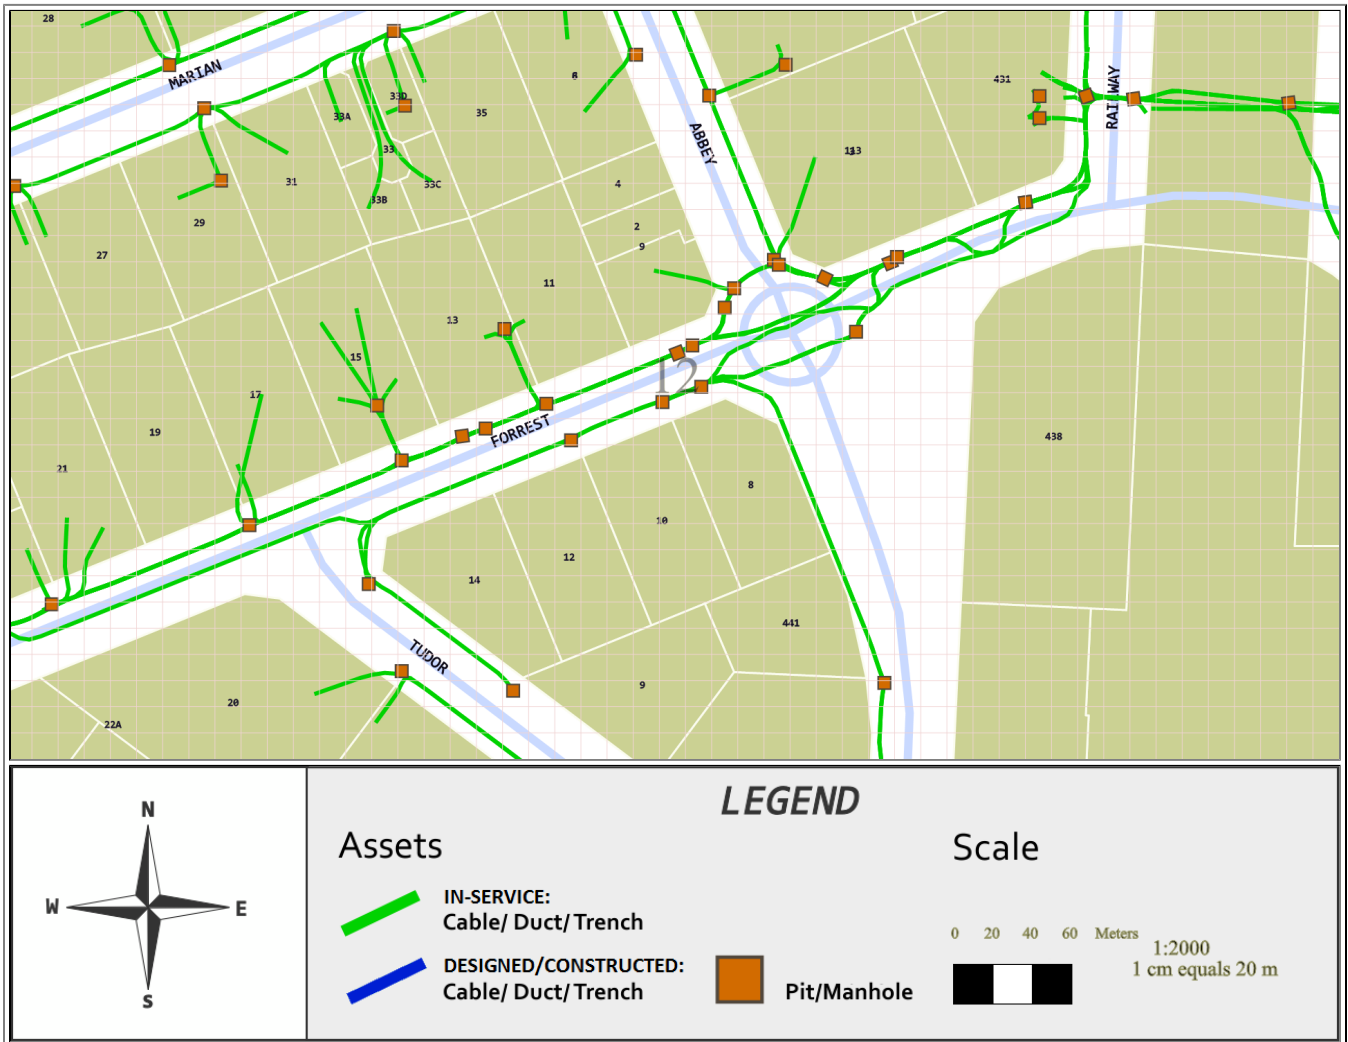 28
MARIAN
33D
33A
35
6
431
RAILWAY
33
33C
33B
31
ABBEY
4
29
2
9
27
11
13
15
12
17
FORREST
19
21
438
8
10
12
14
441
TUDOR
9
20
22A
N
W
E
S
LEGEND
Assets
Scale
IN-SERVICE:
Cable/ Duct/ Trench
DESIGNED/CONSTRUCTED:
Cable/ Duct/ Trench
Pit/Manhole
0 20 40 60 Meters
1:2000
1 cm equals 20 m